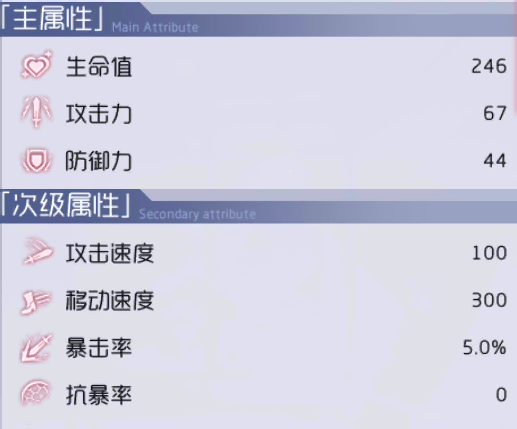 「主属性」 Main Attribute
生命值 246
攻击力 67
防御力 44
「次级属性」 Secondary attribute
攻击速度 100
移动速度 300
暴击率 5.0%
抗暴率 0